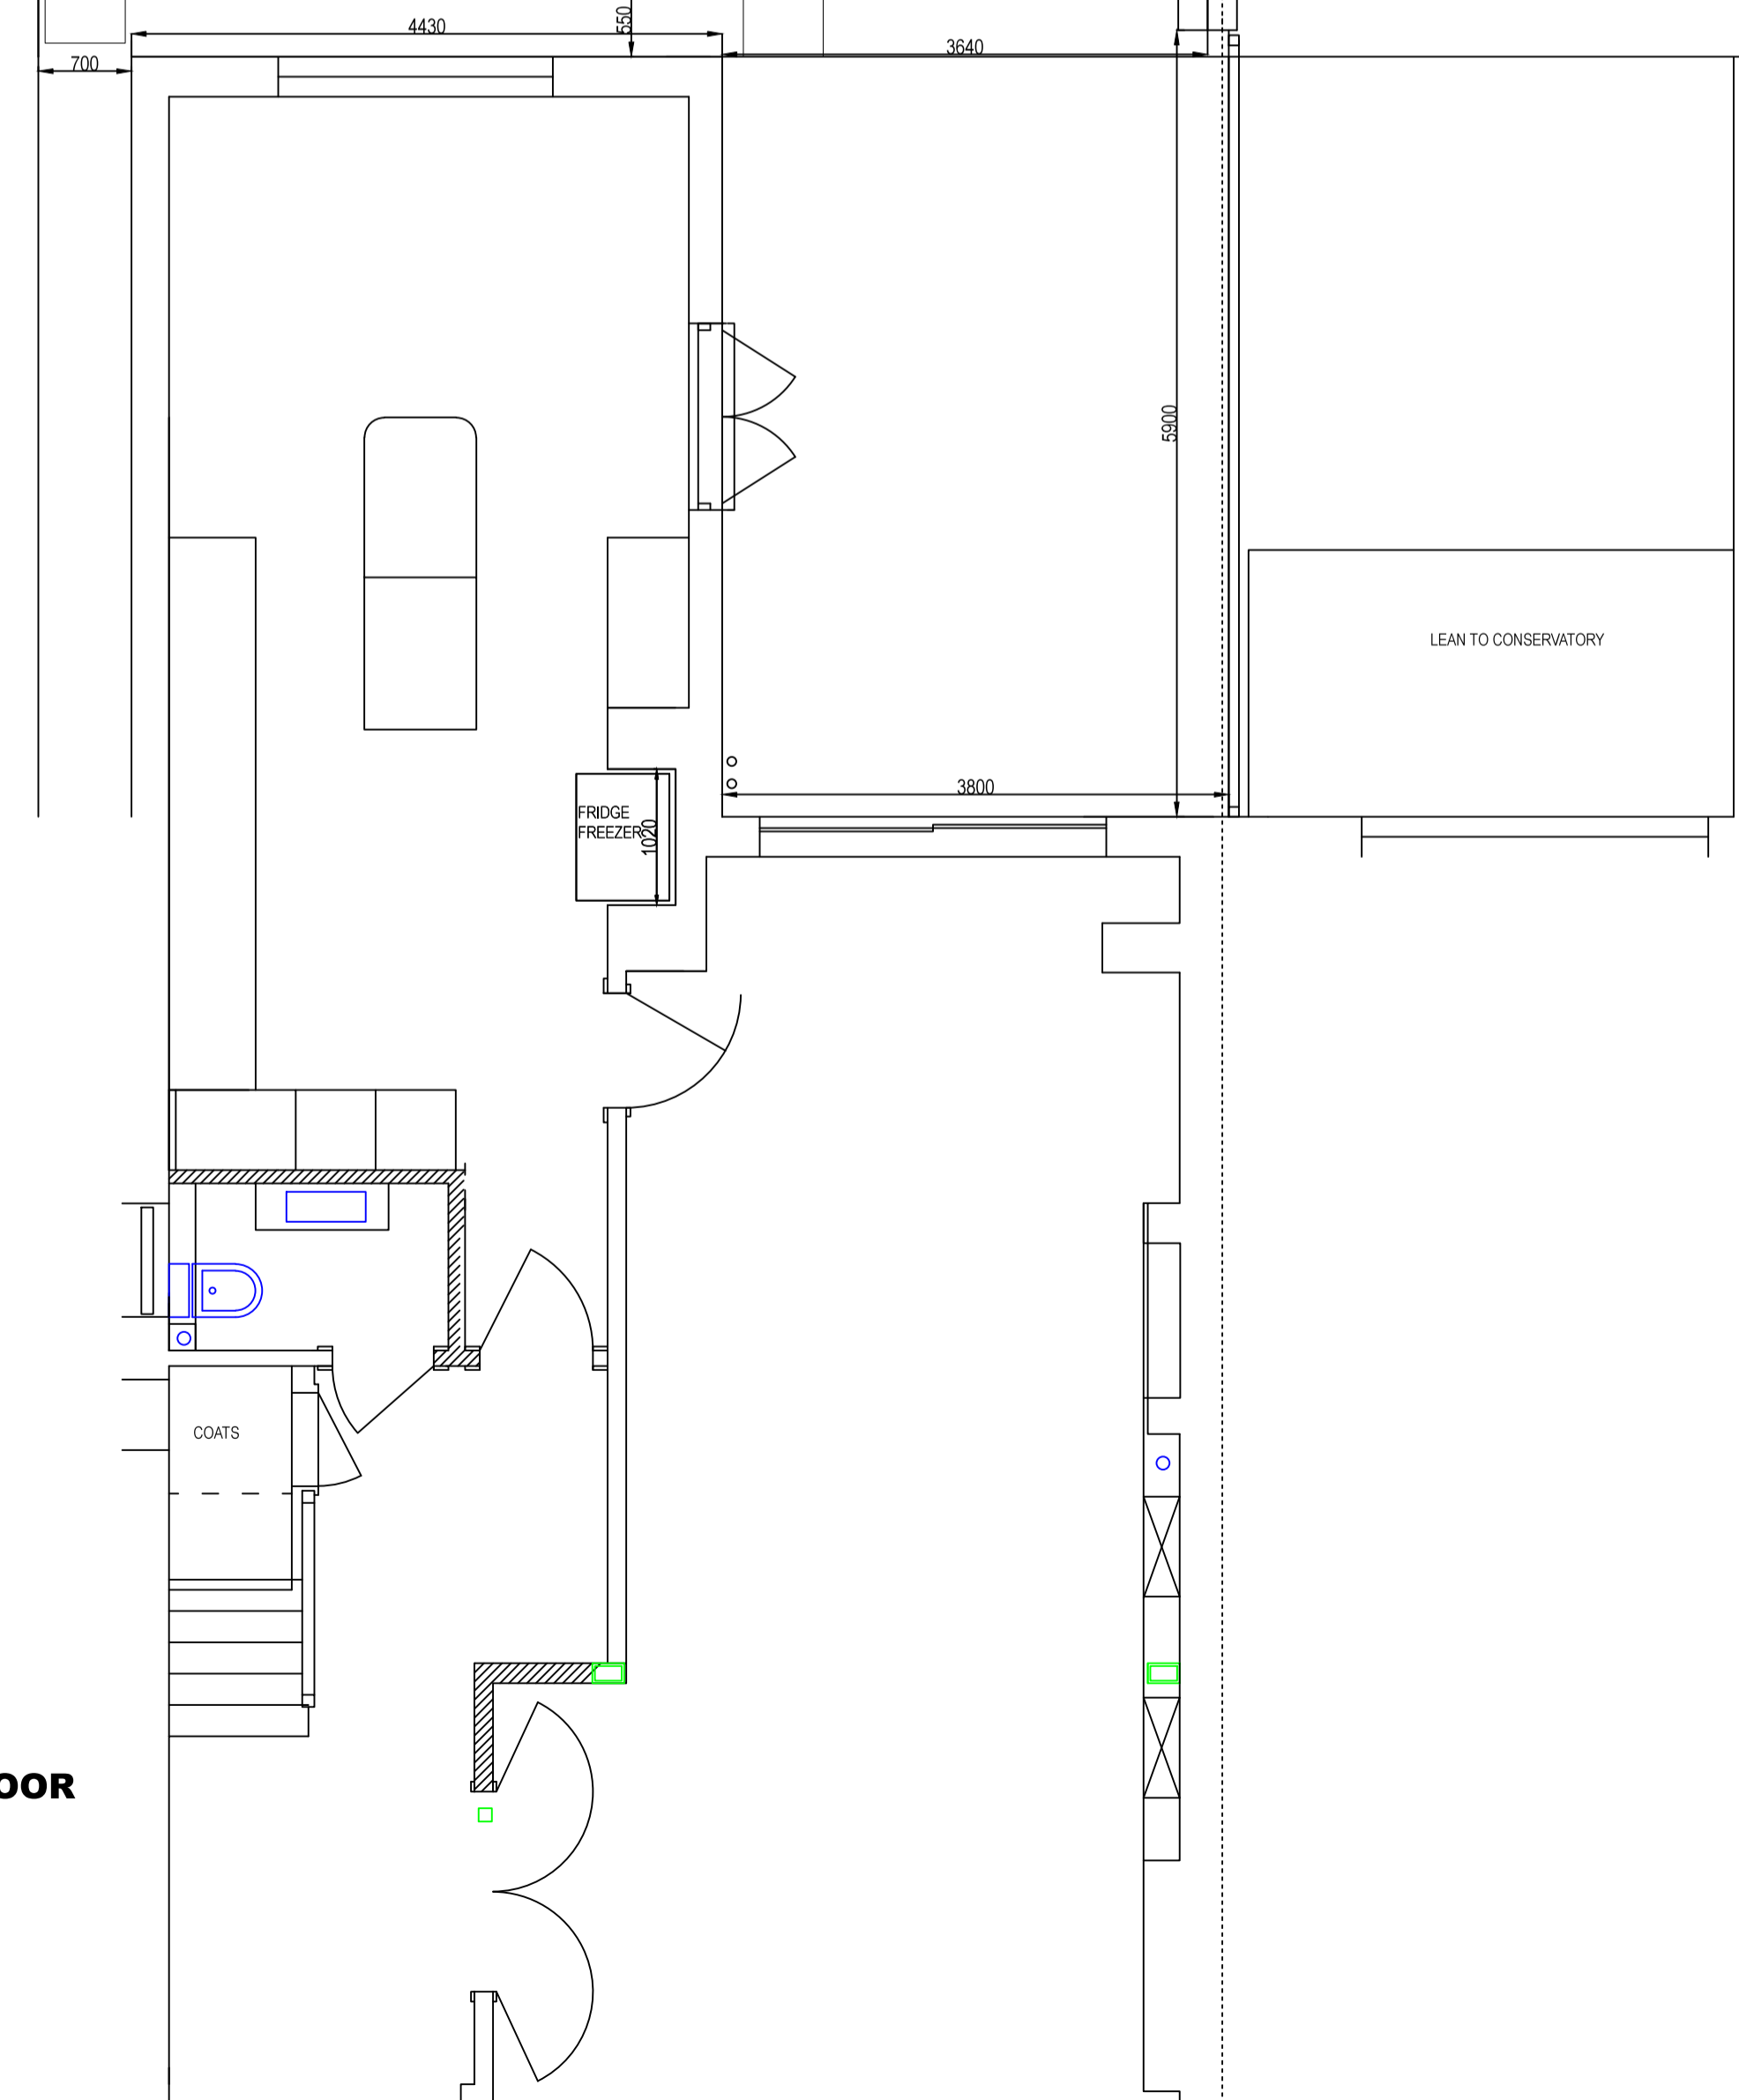 550
4430
3640
700
5900
LEAN TO CONSERVATORY
3800
FRIDGE
FREEZER
1020
COATS
OOR